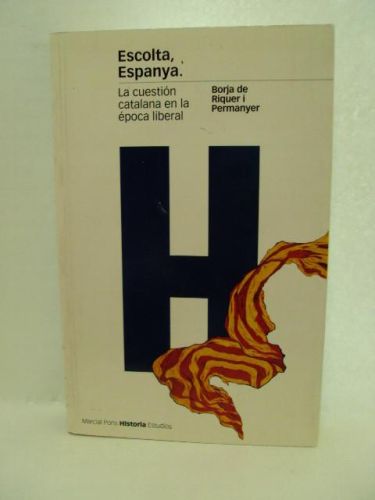 Escolta,
Espanya.
La cuestión
catalana en la
época liberal
Borja de
Riquer i
Permanyer
H
Marcial Pons Historia Estudios